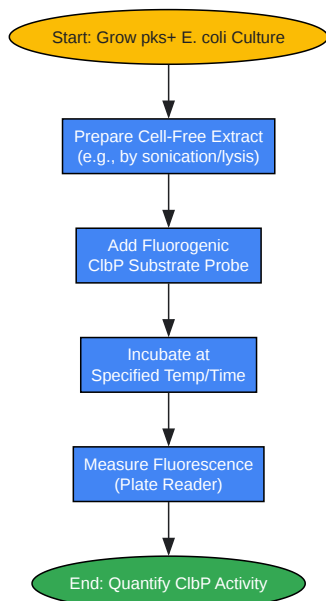 Start: Grow pks+ E. coli Culture
Prepare Cell-Free Extract
(e.g., by sonication/lysis)
Add Fluorogenic
ClbP Substrate Probe
Incubate at
Specified Temp/Time
Measure Fluorescence
(Plate Reader)
End: Quantify ClbP Activity